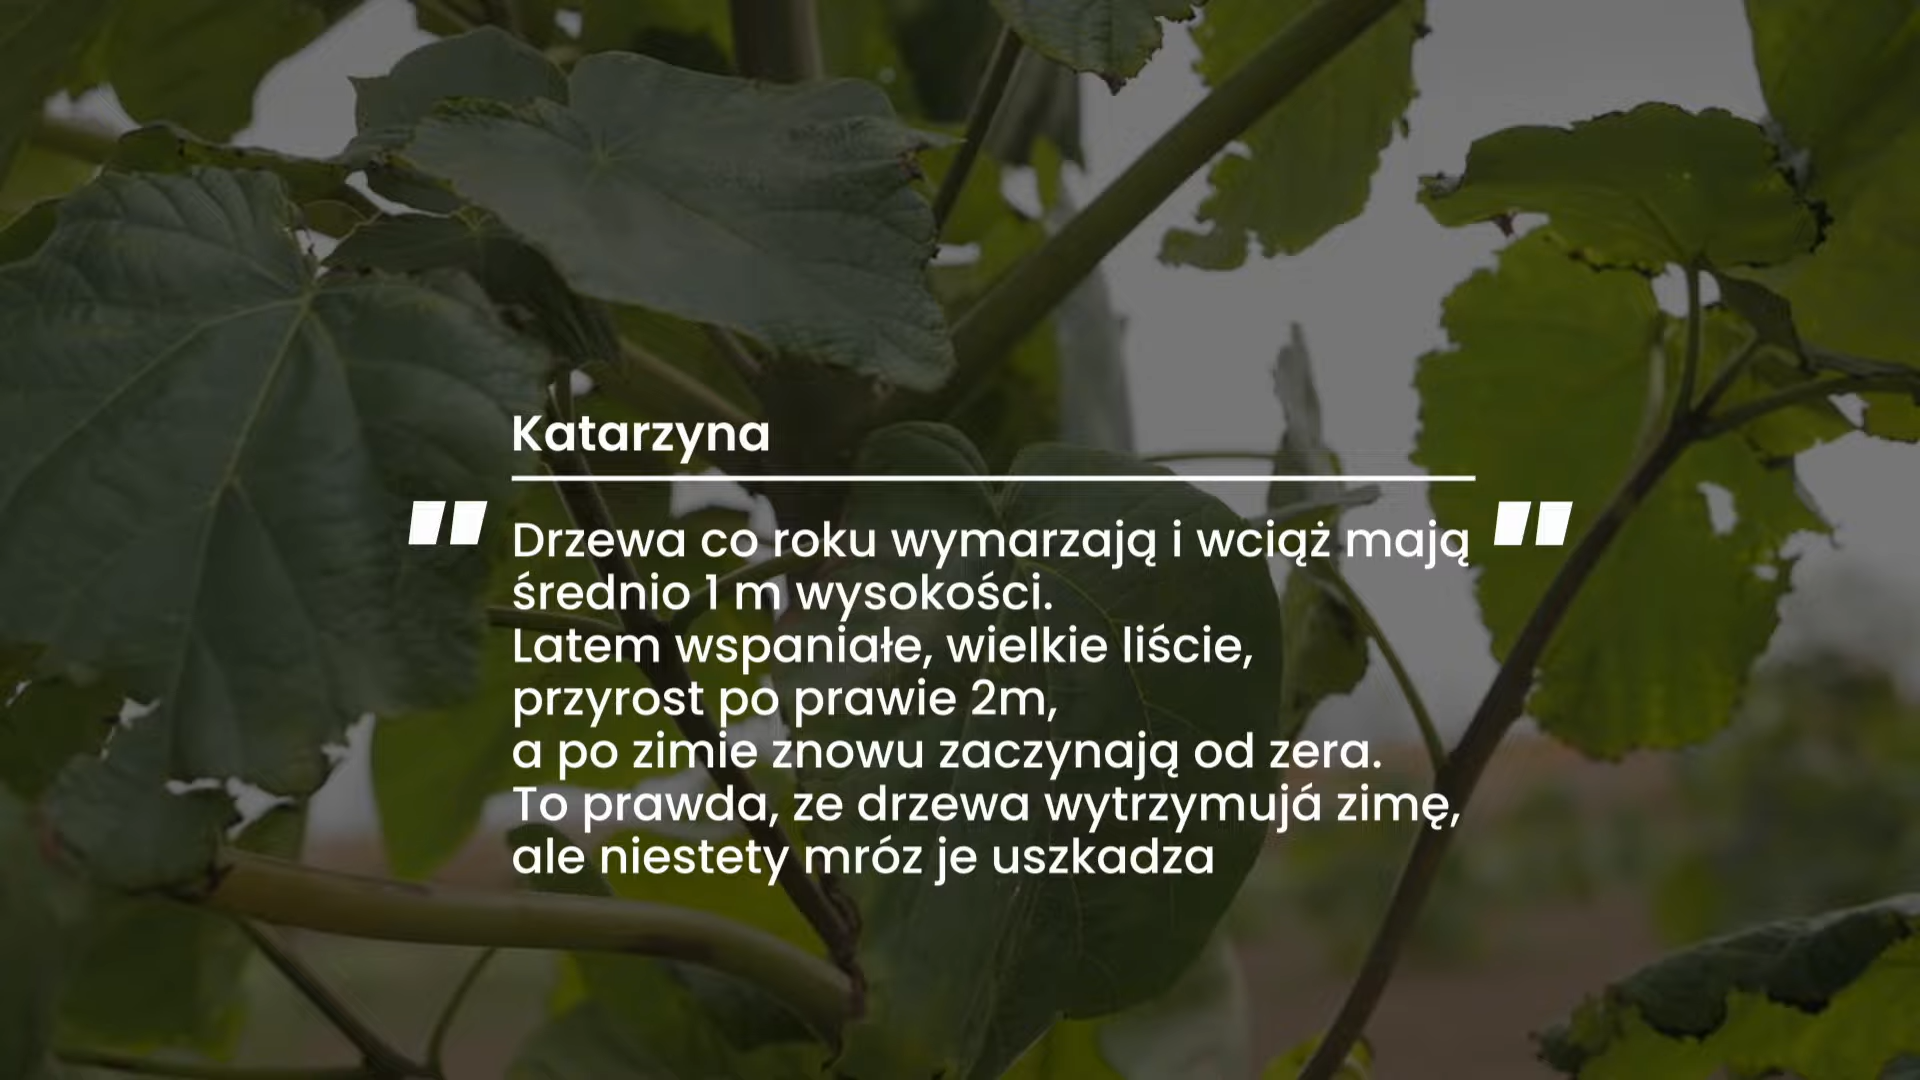 Katarzyna
" Drzewa co roku wymarzają i wciąż mają "
średnio 1 m wysokości.
Latem wspaniałe, wielkie liście,
przyrost po prawie 2m,
a po zimie znowu zaczynają od zera.
To prawda, ze drzewa wytrzymujá zimę,
ale niestety mróz je uszkadza